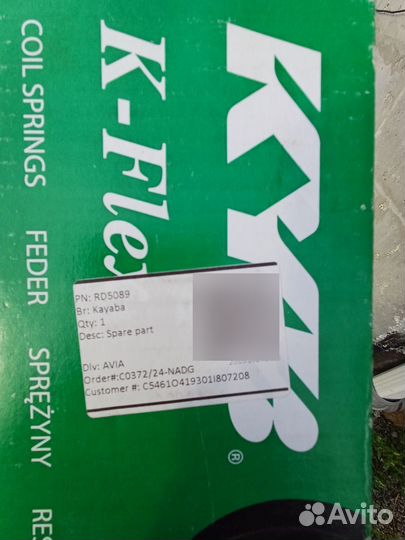 KYB
®
K-Flex
COIL SPRINGS FEDER SPRĘŻYNY RES
PN: RD5089
Br: Kayaba
Qty: 1
Desc: Spare part
Dlv: AVIA
Order#:C0372/24-NADG
Customer #: C5461O419301I807208
Avito